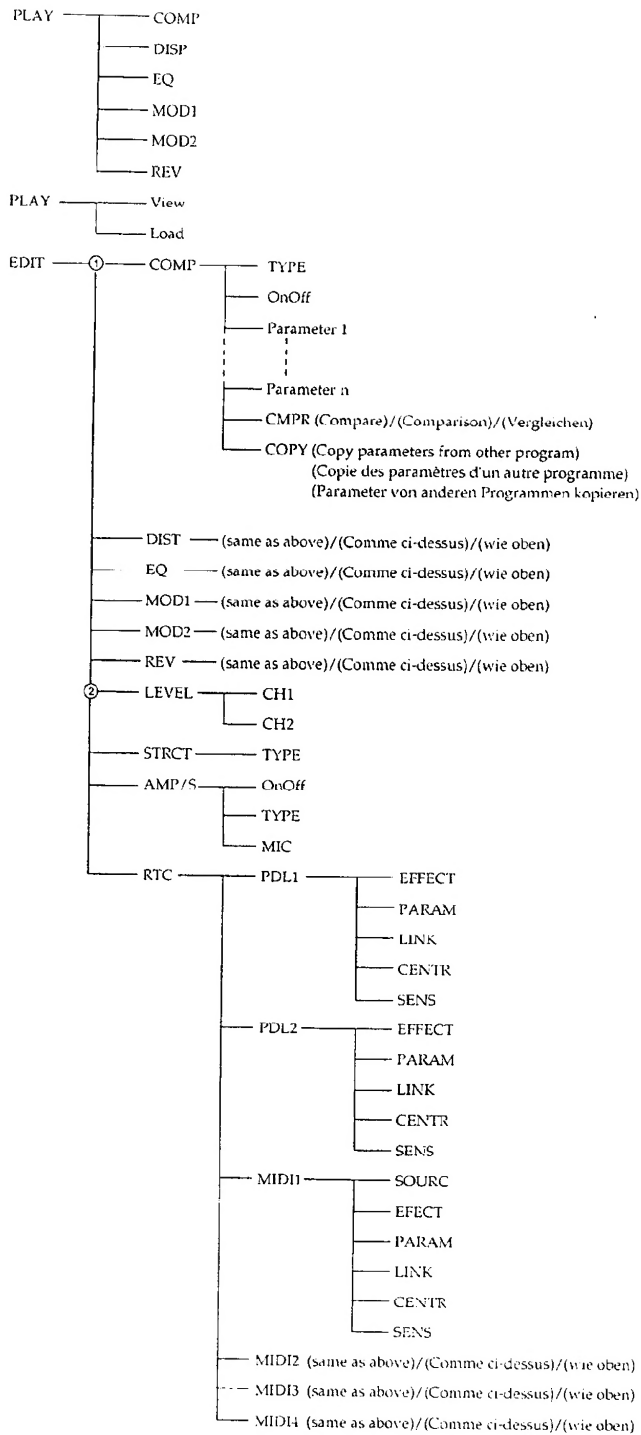 PLAY COMP
DISP
EQ
MOD1
MOD2
REV
PLAY View
Load
EDIT 1 COMP TYPE
OnOff
Parameter 1
Parameter n
CMPR (Compare)/(Comparison)/(Vergleichen)
COPY (Copy parameters from other program)
(Copie des paramètres d'un autre programme)
(Parameter von anderen Programmen kopieren)
DIST (same as above)/(Comme ci-dessus)/(wie oben)
EQ (same as above)/(Comme ci-dessus)/(wie oben)
MOD1 (same as above)/(Comme ci-dessus)/(wie oben)
MOD2 (same as above)/(Comme ci-dessus)/(wie oben)
REV (same as above)/(Comme ci-dessus)/(wie oben)
2 LEVEL CH1
CH2
STRCT TYPE
AMP/S OnOff
TYPE
MIC
RTC PDL1 EFFECT
PARAM
LINK
CENTR
SENS
PDL2 EFFECT
PARAM
LINK
CENTR
SENS
MIDI1 SOURC
EFECT
PARAM
LINK
CENTR
SENS
MIDI2 (same as above)/(Comme ci-dessus)/(wie oben)
MIDI3 (same as above)/(Comme ci-dessus)/(wie oben)
MIDI4 (same as above)/(Comme ci-dessus)/(wie oben)